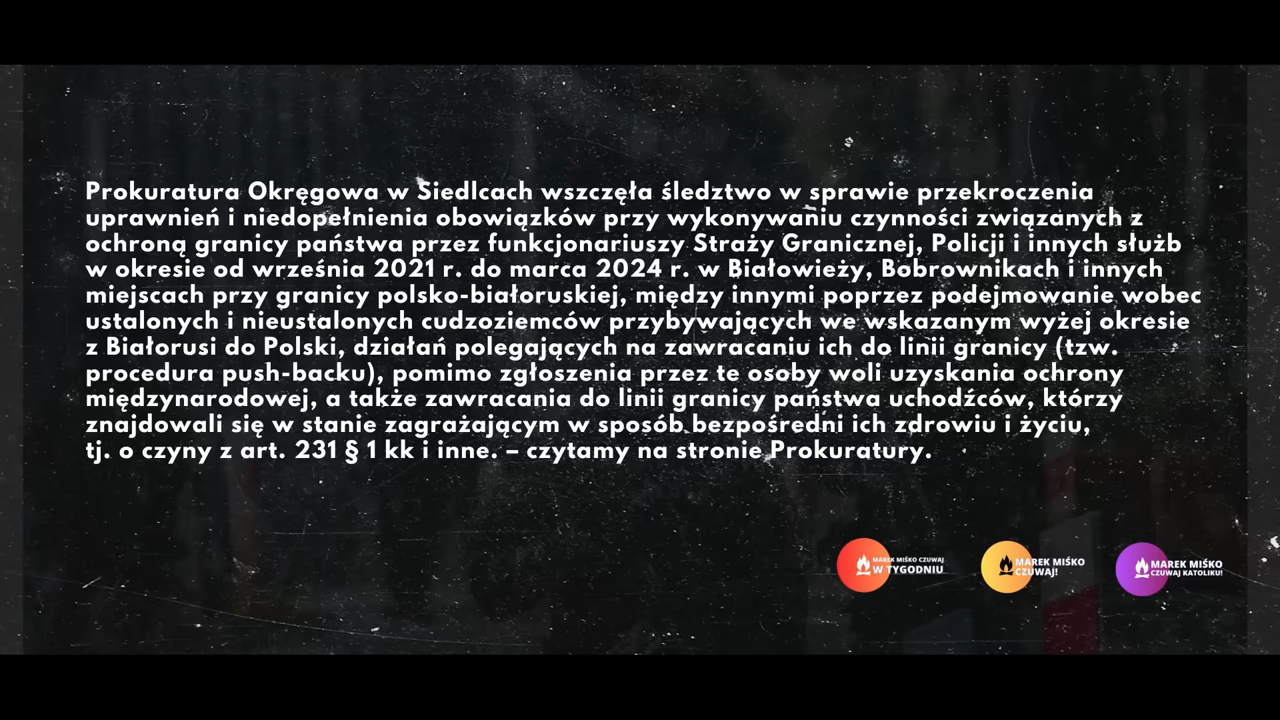 Prokuratura Okręgowa w Siedlcach wszczęła śledztwo w sprawie przekroczenia
uprawnień i niedopełnienia obowiązków przy wykonywaniu czynności związanych z
ochroną granicy państwa przez funkcjonariuszy Straży Granicznej, Policji i innych służb
w okresie od września 2021 r. do marca 2024 r. w Białowieży, Bobrownikach i innych
miejscach przy granicy polsko-białoruskiej, między innymi poprzez podejmowanie wobec
ustalonych i nieustalonych cudzoziemców przybywających we wskazanym wyżej okresie
z Białorusi do Polski, działań polegających na zawracaniu ich do linii granicy (tzw.
procedura push-backu), pomimo zgłoszenia przez te osoby woli uzyskania ochrony
międzynarodowej, a także zawracania do linii granicy państwa uchodźców, którzy
znajdowali się w stanie zagrażającym w sposób bezpośredni ich zdrowiu i życiu,
tj. o czyny z art. 231 § 1 kk i inne. – czytamy na stronie Prokuratury.
MAREK MIŚKO CZUWAJ
W TYGODNIU
MAREK MIŚKO
CZUWAJ!
MAREK MIŚKO
CZUWAJ KATOLIKU!